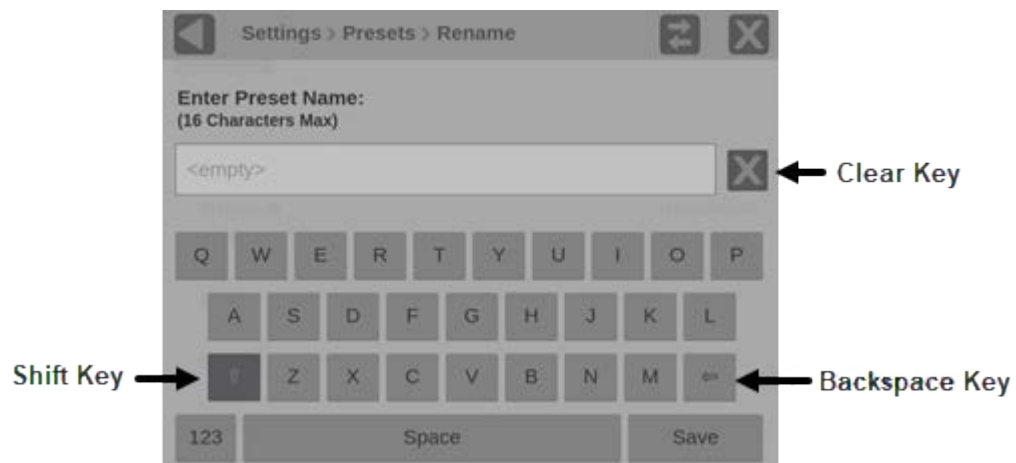 Settings > Presets > Rename
Enter Preset Name:
(16 Characters Max)
<empty>
Clear Key
Q W E R T Y U I O P
A S D F G H J K L
Shift Key
⇧ Z X C V B N M ⇦
Backspace Key
123 Space Save